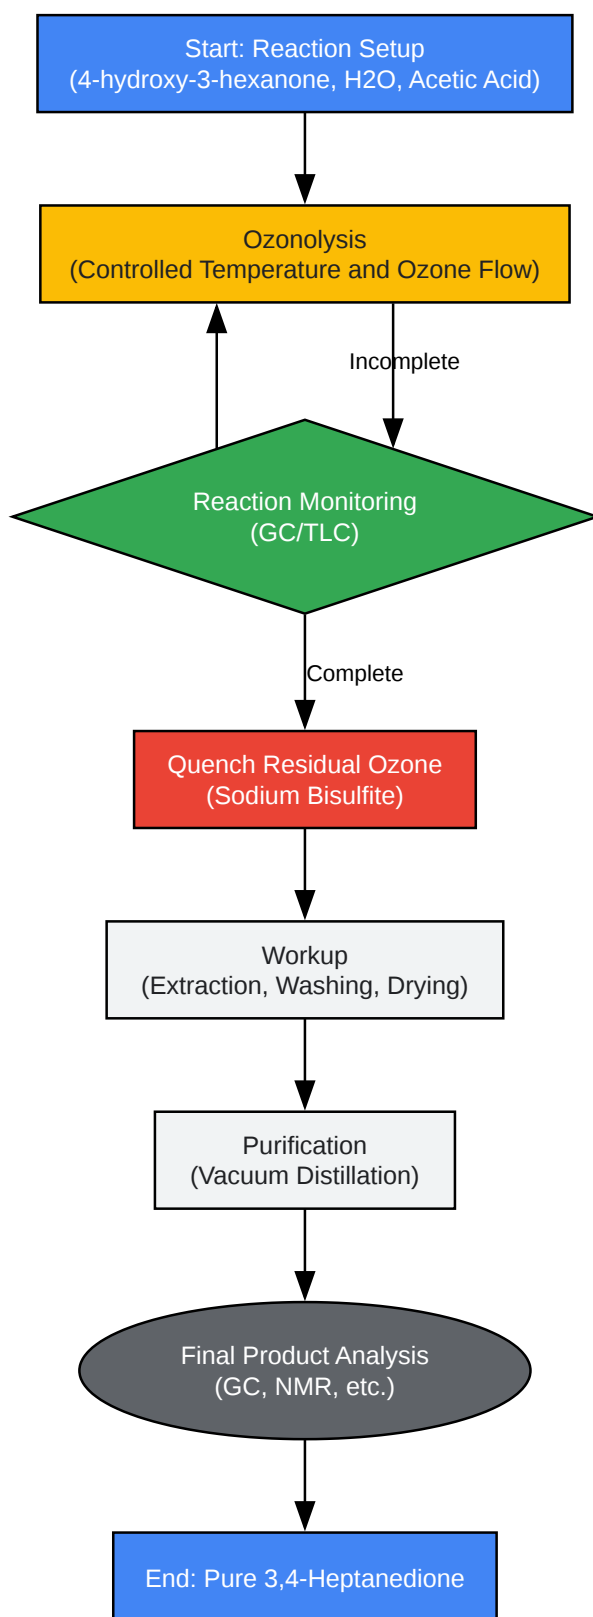 Start: Reaction Setup
(4-hydroxy-3-hexanone, H2O, Acetic Acid)
Ozonolysis
(Controlled Temperature and Ozone Flow)
Incomplete
Reaction Monitoring
(GC/TLC)
Complete
Quench Residual Ozone
(Sodium Bisulfite)
Workup
(Extraction, Washing, Drying)
Purification
(Vacuum Distillation)
Final Product Analysis
(GC, NMR, etc.)
End: Pure 3,4-Heptanedione